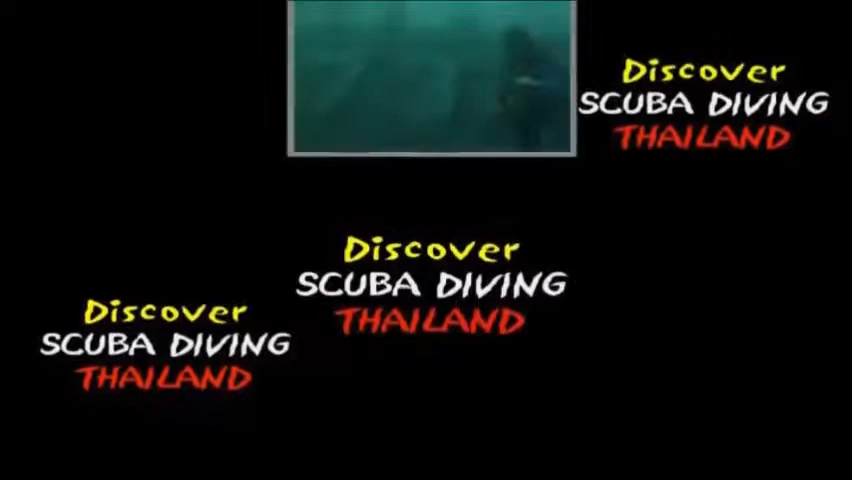 Discover
SCUBA DIVING
THAILAND
Discover
SCUBA DIVING
THAILAND
Discover
SCUBA DIVING
THAILAND